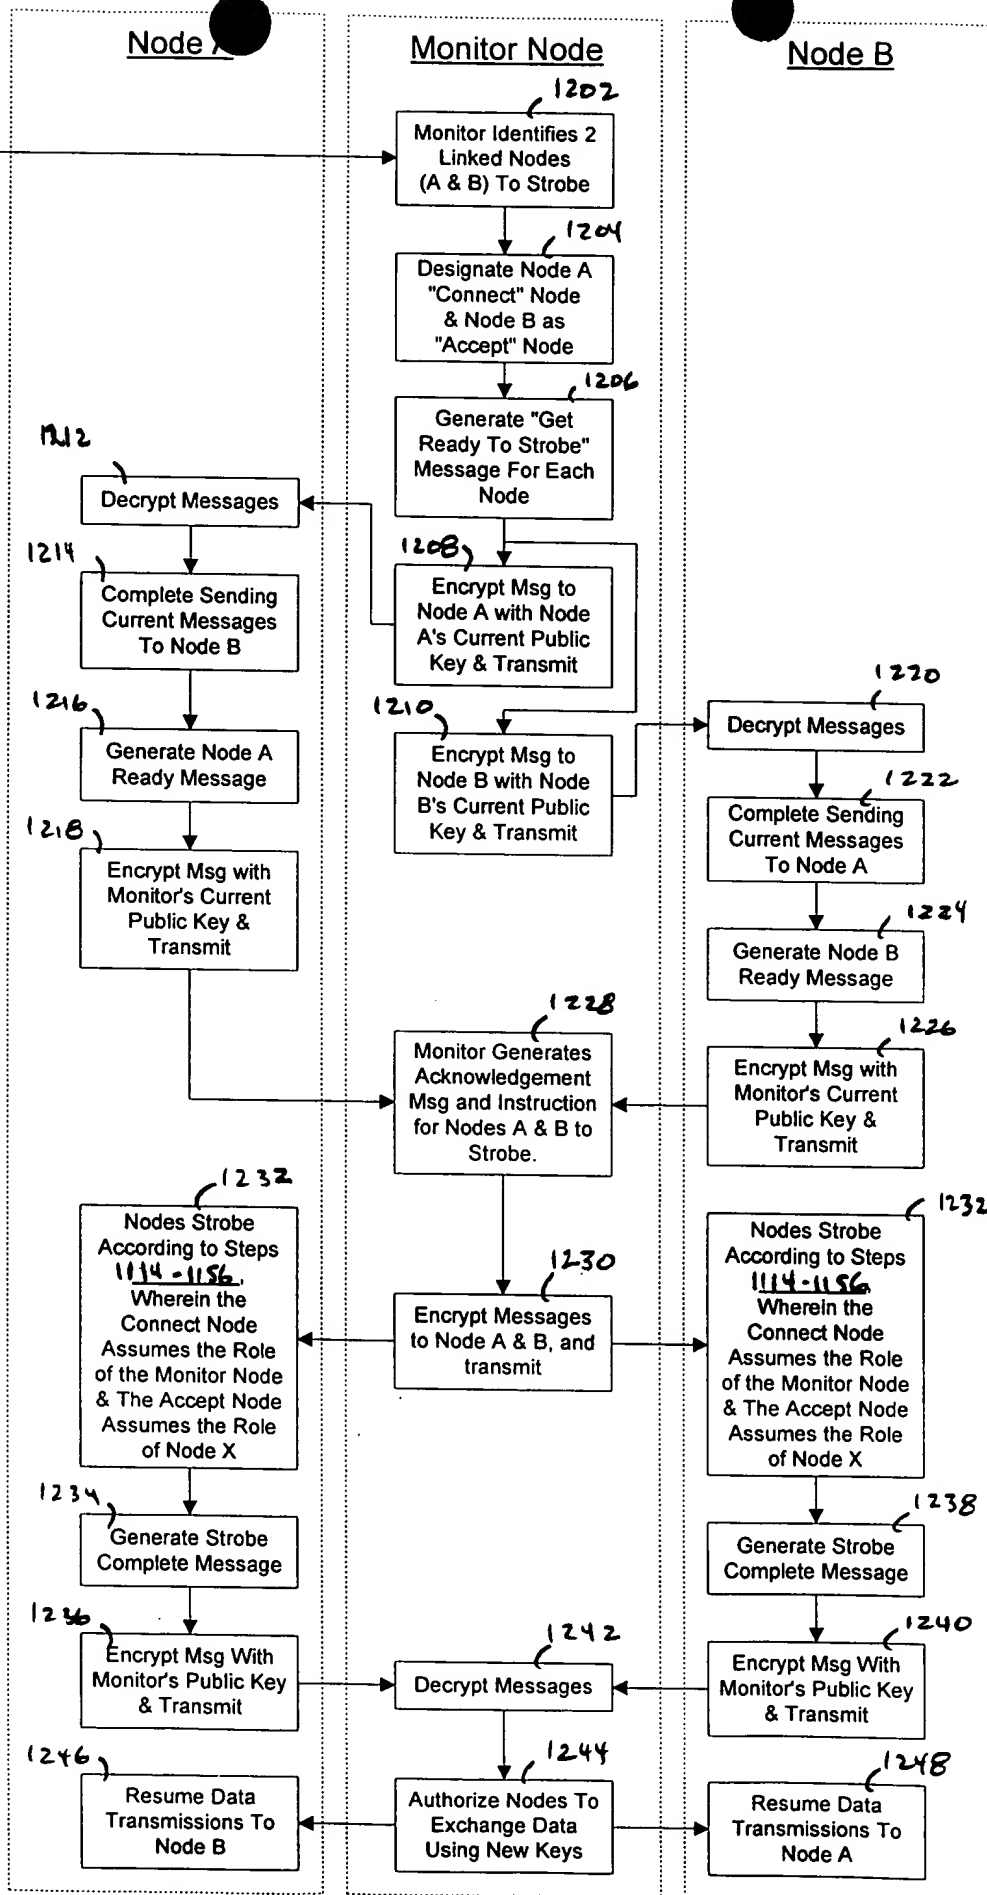 Node
Monitor Node
Node B
1202
Monitor Identifies 2
Linked Nodes
(A & B) To Strobe
1204
Designate Node A
"Connect" Node
& Node B as
"Accept" Node
1206
Generate "Get
Ready To Strobe"
Message For Each
Node
1212
Decrypt Messages
1214
Complete Sending
Current Messages
To Node B
1216
Generate Node A
Ready Message
1218
Encrypt Msg with
Monitor's Current
Public Key &
Transmit
1208
Encrypt Msg to
Node A with Node
A's Current Public
Key & Transmit
1210
Encrypt Msg to
Node B with Node
B's Current Public
Key & Transmit
1220
Decrypt Messages
1222
Complete Sending
Current Messages
To Node A
1224
Generate Node B
Ready Message
1226
Encrypt Msg with
Monitor's Current
Public Key &
Transmit
1228
Monitor Generates
Acknowledgement
Msg and Instruction
for Nodes A & B to
Strobe.
1230
Encrypt Messages
to Node A & B, and
transmit
1232
Nodes Strobe
According to Steps
1114-1156,
Wherein the
Connect Node
Assumes the Role
of the Monitor Node
& The Accept Node
Assumes the Role
of Node X
1234
Generate Strobe
Complete Message
1236
Encrypt Msg With
Monitor's Public Key
& Transmit
1232
Nodes Strobe
According to Steps
1114-1156
Wherein the
Connect Node
Assumes the Role
of the Monitor Node
& The Accept Node
Assumes the Role
of Node X
1238
Generate Strobe
Complete Message
1240
Encrypt Msg With
Monitor's Public Key
& Transmit
1242
Decrypt Messages
1244
Authorize Nodes To
Exchange Data
Using New Keys
1246
Resume Data
Transmissions To
Node B
1248
Resume Data
Transmissions To
Node A